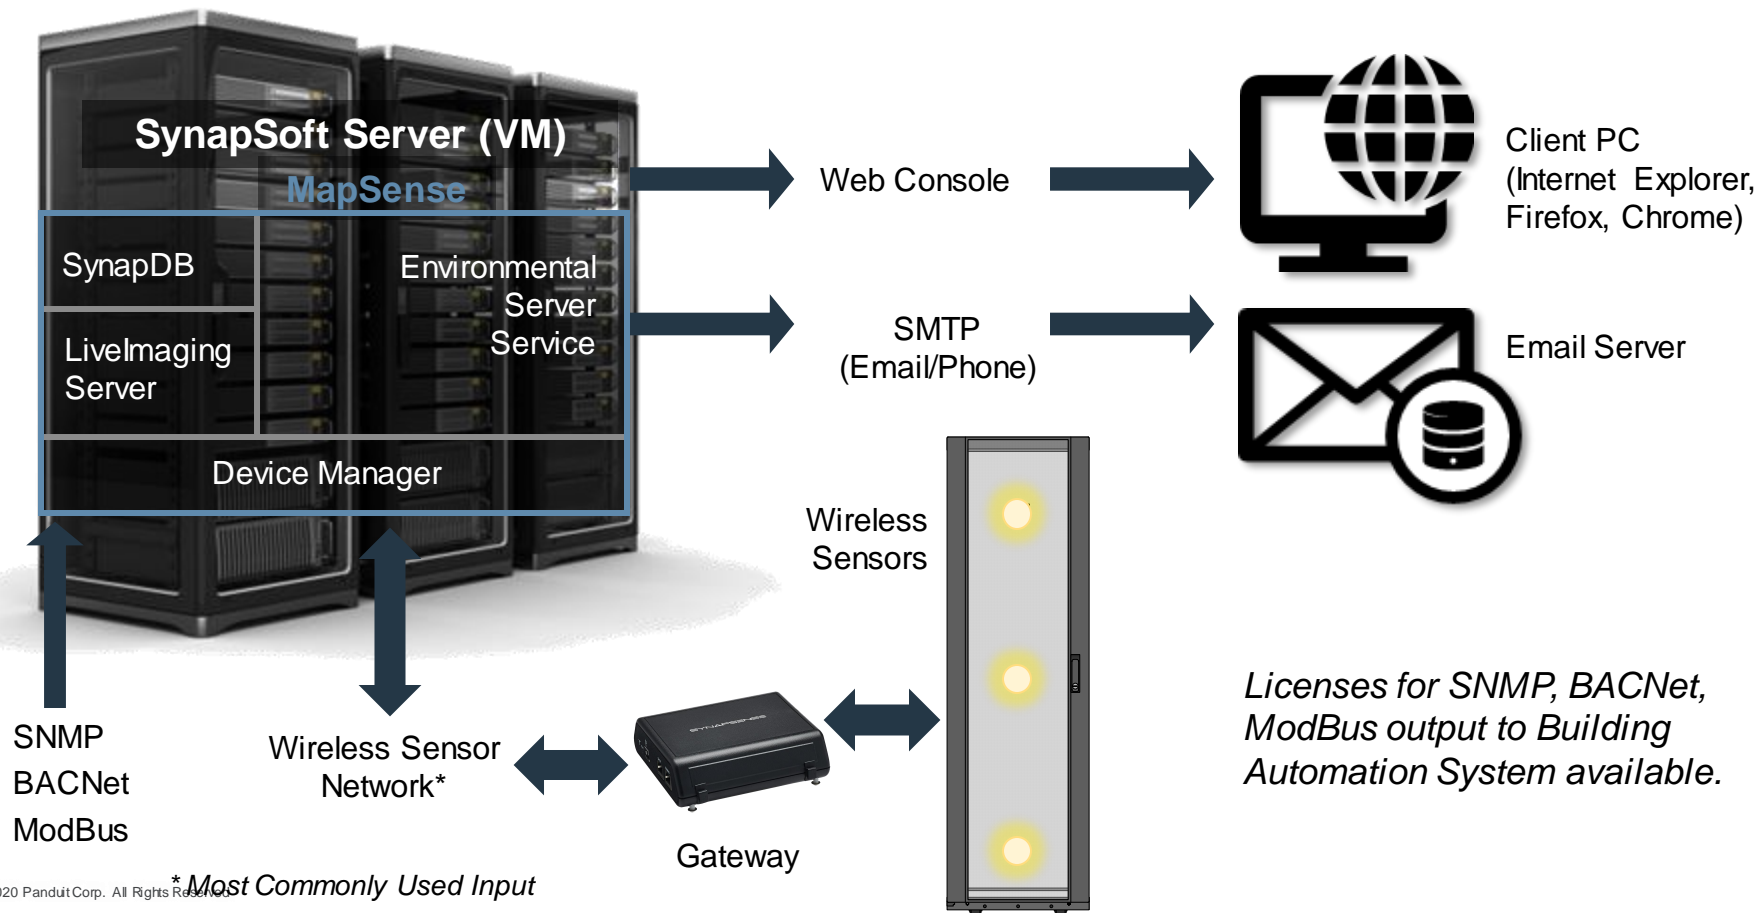 SynapSoft Server (VM)
MapSense
SynapDB
LiveImaging
Server
Environmental
Server
Service
Device Manager
Web Console
SMTP
(Email/Phone)
Client PC
(Internet Explorer,
Firefox, Chrome)
Email Server
Wireless
Sensors
SNMP
BACNet
ModBus
Wireless Sensor
Network*
SYNAPSENSE
Gateway
Licenses for SNMP, BACNet,
ModBus output to Building
Automation System available.
* Most Commonly Used Input
020 Panduit Corp. All Rights Reserved